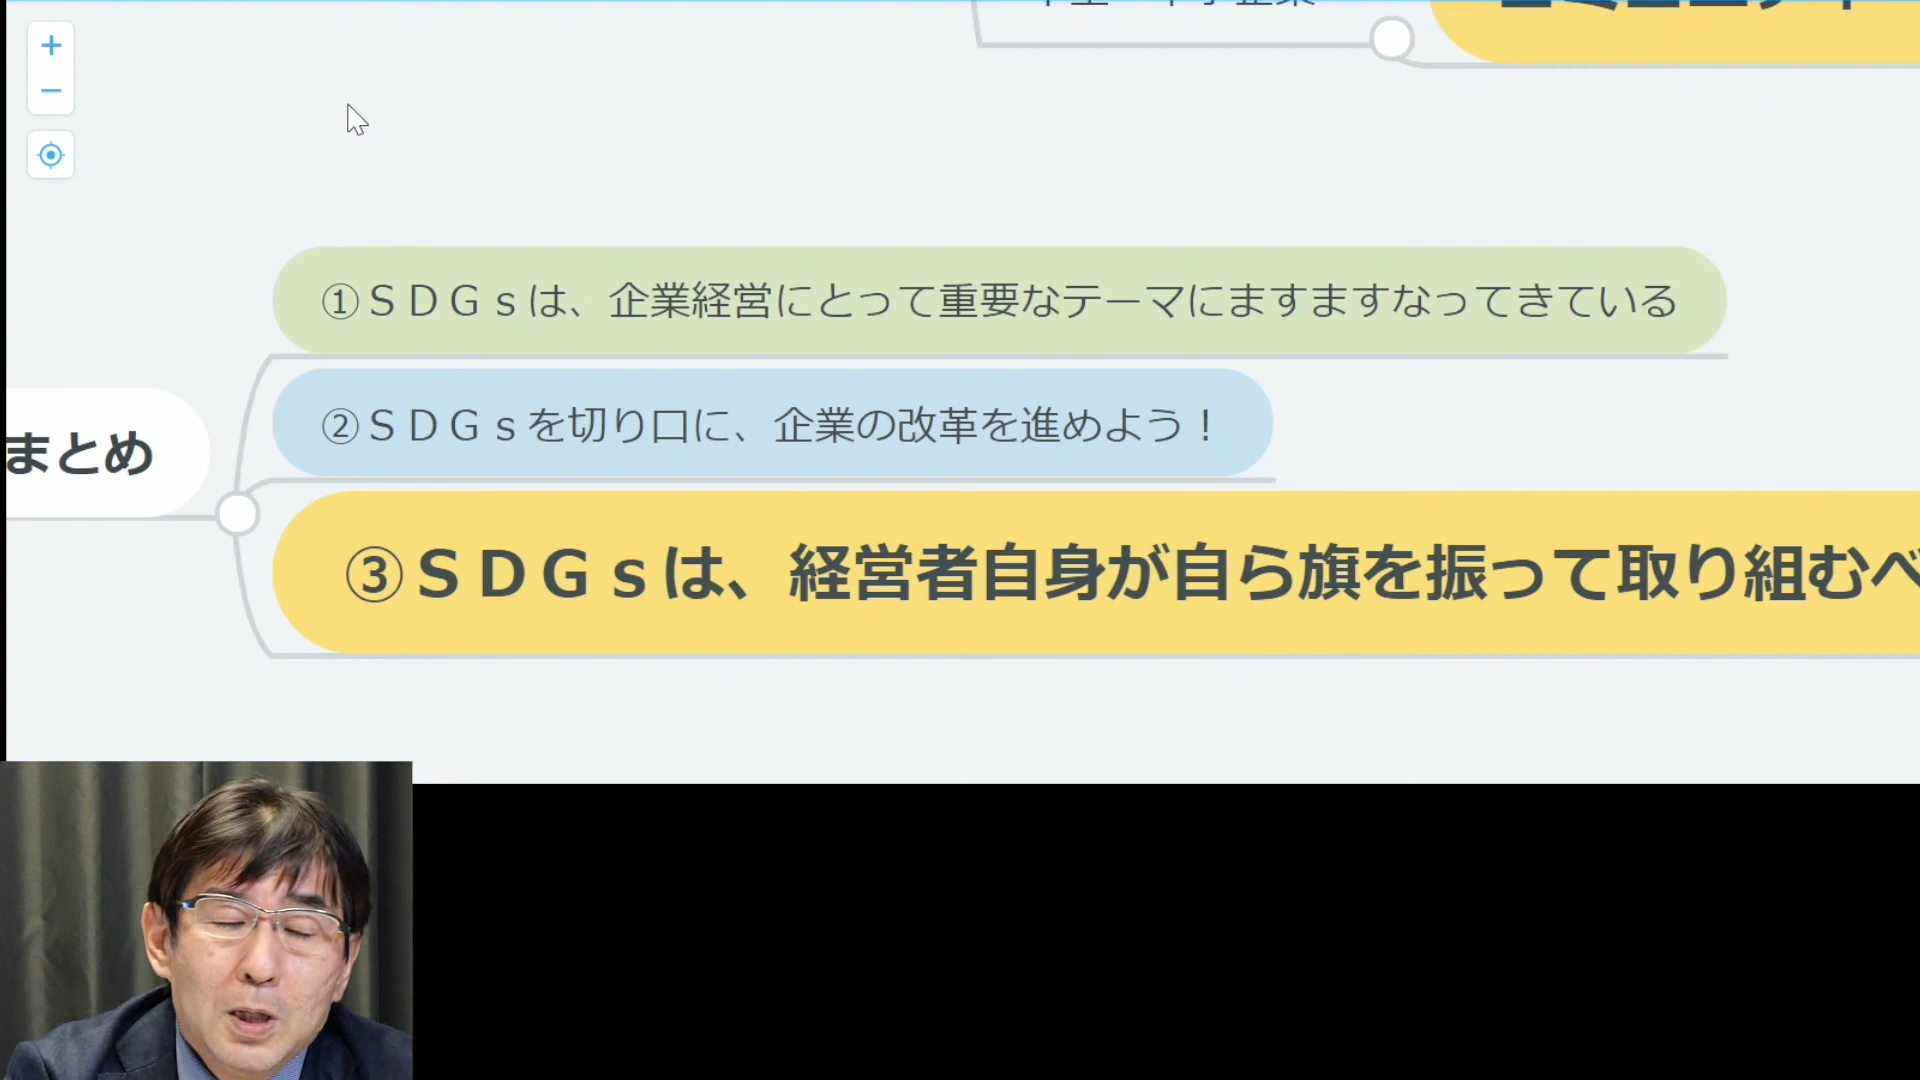 まとめ
①ＳＤＧｓは、企業経営にとって重要なテーマにますますなってきている
②ＳＤＧｓを切り口に、企業の改革を進めよう！
③ＳＤＧｓは、経営者自身が自ら旗を振って取り組むべ